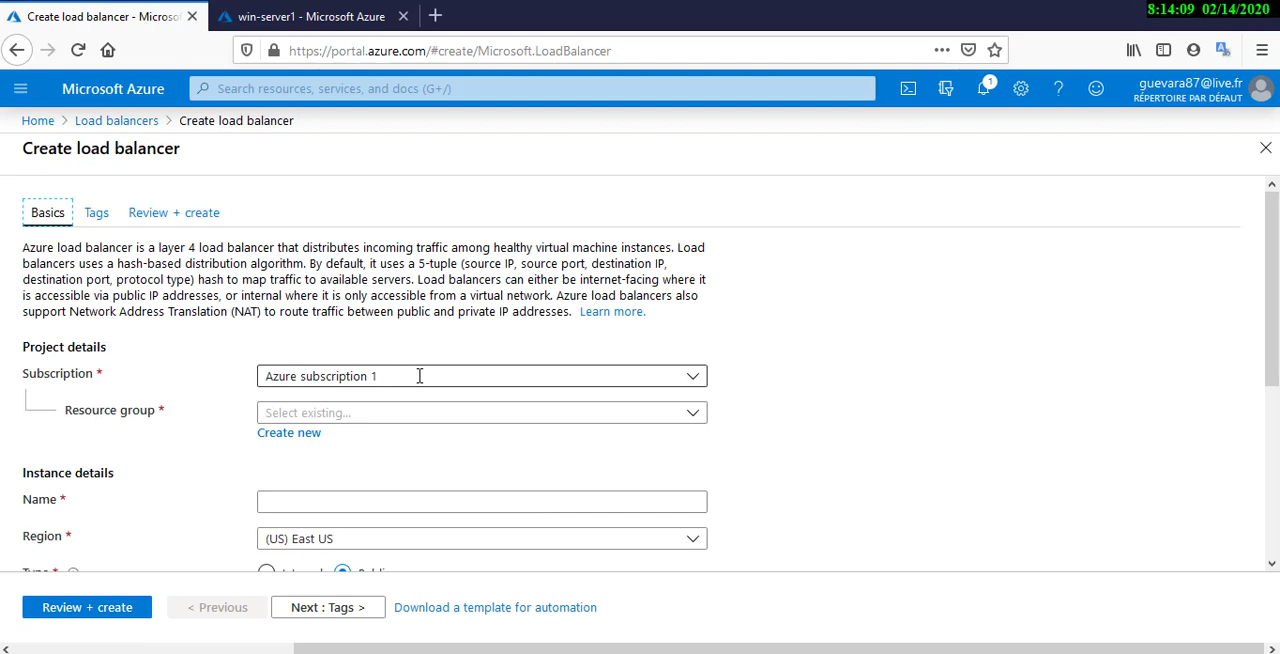 8:14:09 02/14/2020
Create load balancer - Microso
win-server1 - Microsoft Azure
https://portal.azure.com/#create/Microsoft.LoadBalancer
Microsoft Azure
Search resources, services, and docs (G+/)
1
guevara87@live.fr
RÉPERTOIRE PAR DÉFAUT
Home > Load balancers > Create load balancer
Create load balancer
Basics Tags Review + create
Azure load balancer is a layer 4 load balancer that distributes incoming traffic among healthy virtual machine instances. Load
balancers uses a hash-based distribution algorithm. By default, it uses a 5-tuple (source IP, source port, destination IP,
destination port, protocol type) hash to map traffic to available servers. Load balancers can either be internet-facing where it
is accessible via public IP addresses, or internal where it is only accessible from a virtual network. Azure load balancers also
support Network Address Translation (NAT) to route traffic between public and private IP addresses. Learn more.
Project details
Subscription *
Azure subscription 1
Resource group *
Select existing...
Create new
Instance details
Name *
Region *
(US) East US
Review + create
< Previous
Next : Tags >
Download a template for automation